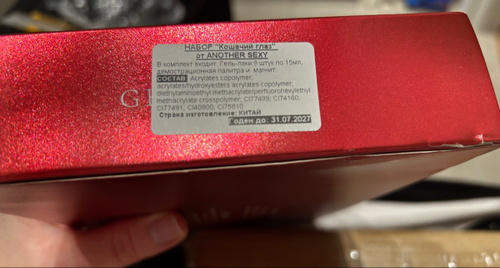 НАБОР "Кошачий глаз"
от ANOTHER SEXY
В комплект входит: Гель-лаки 9 штук по 15мл,
демострационная палитра и магнит.
СОСТАВ: Acrylates copolymer,
acrylates/hydroxyesters acrylates copolymer,
diethylaminoethyl methacrylate/perfluorohexylethyl
methacrylate crosspolymer, CI77499, CI74160,
CI77491, CI40800, CI75810
Страна изготовление: КИТАЙ
Годен до: 31.07.2027